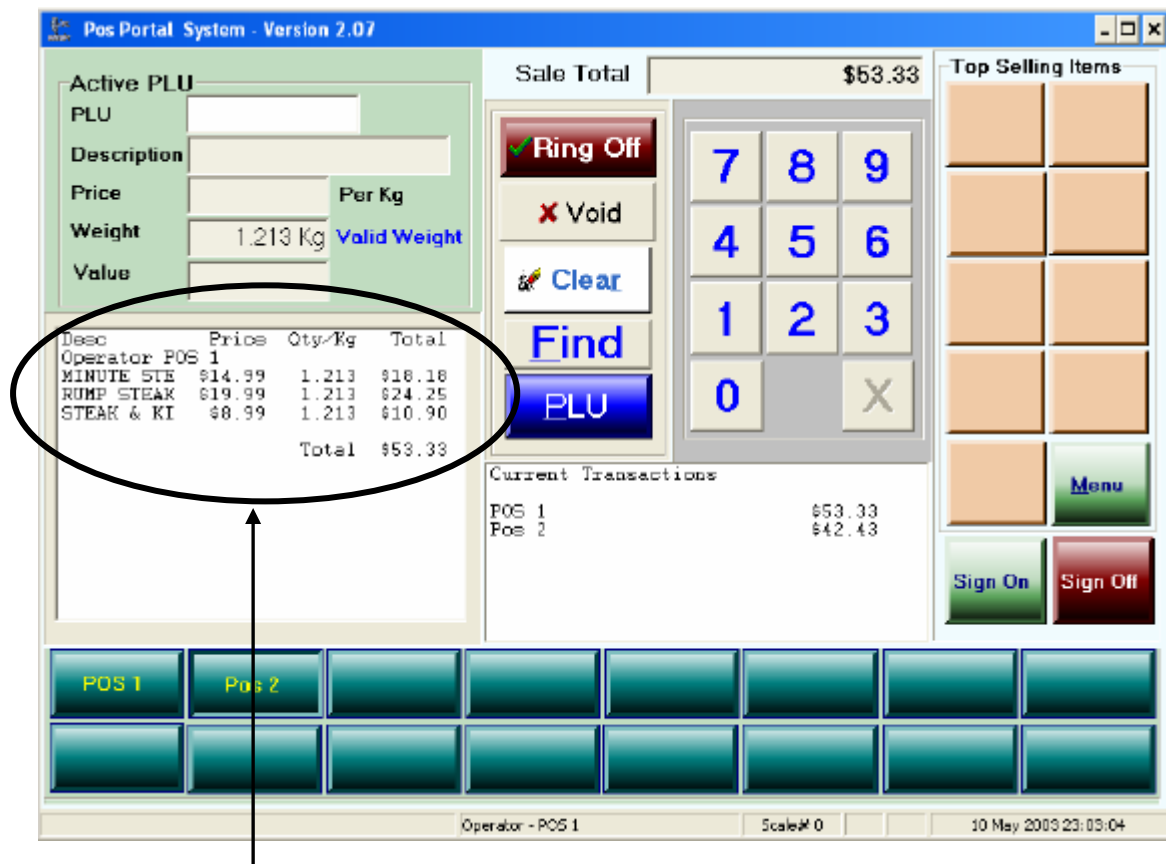 Pos Portal System - Version 2.07
Active PLU
PLU
Description
Price Per Kg
Weight 1.213 Kg Valid Weight
Value
Desc Price Qty/Kg Total
Operator POS 1
MINUTE STE $14.99 1.213 $18.18
RUMP STEAK $19.99 1.213 $24.25
STEAK & KI $8.99 1.213 $10.90
Total $53.33
Sale Total $53.33
Ring Off
Void
Clear
Find
PLU
7 8 9
4 5 6
1 2 3
0 X
Current Transactions
POS 1 $53.33
Pos 2 $42.43
Top Selling Items
Menu
Sign On Sign Off
POS 1 Pos 2
Operator - POS 1 Scale# 0 10 May 2003 23:03:04